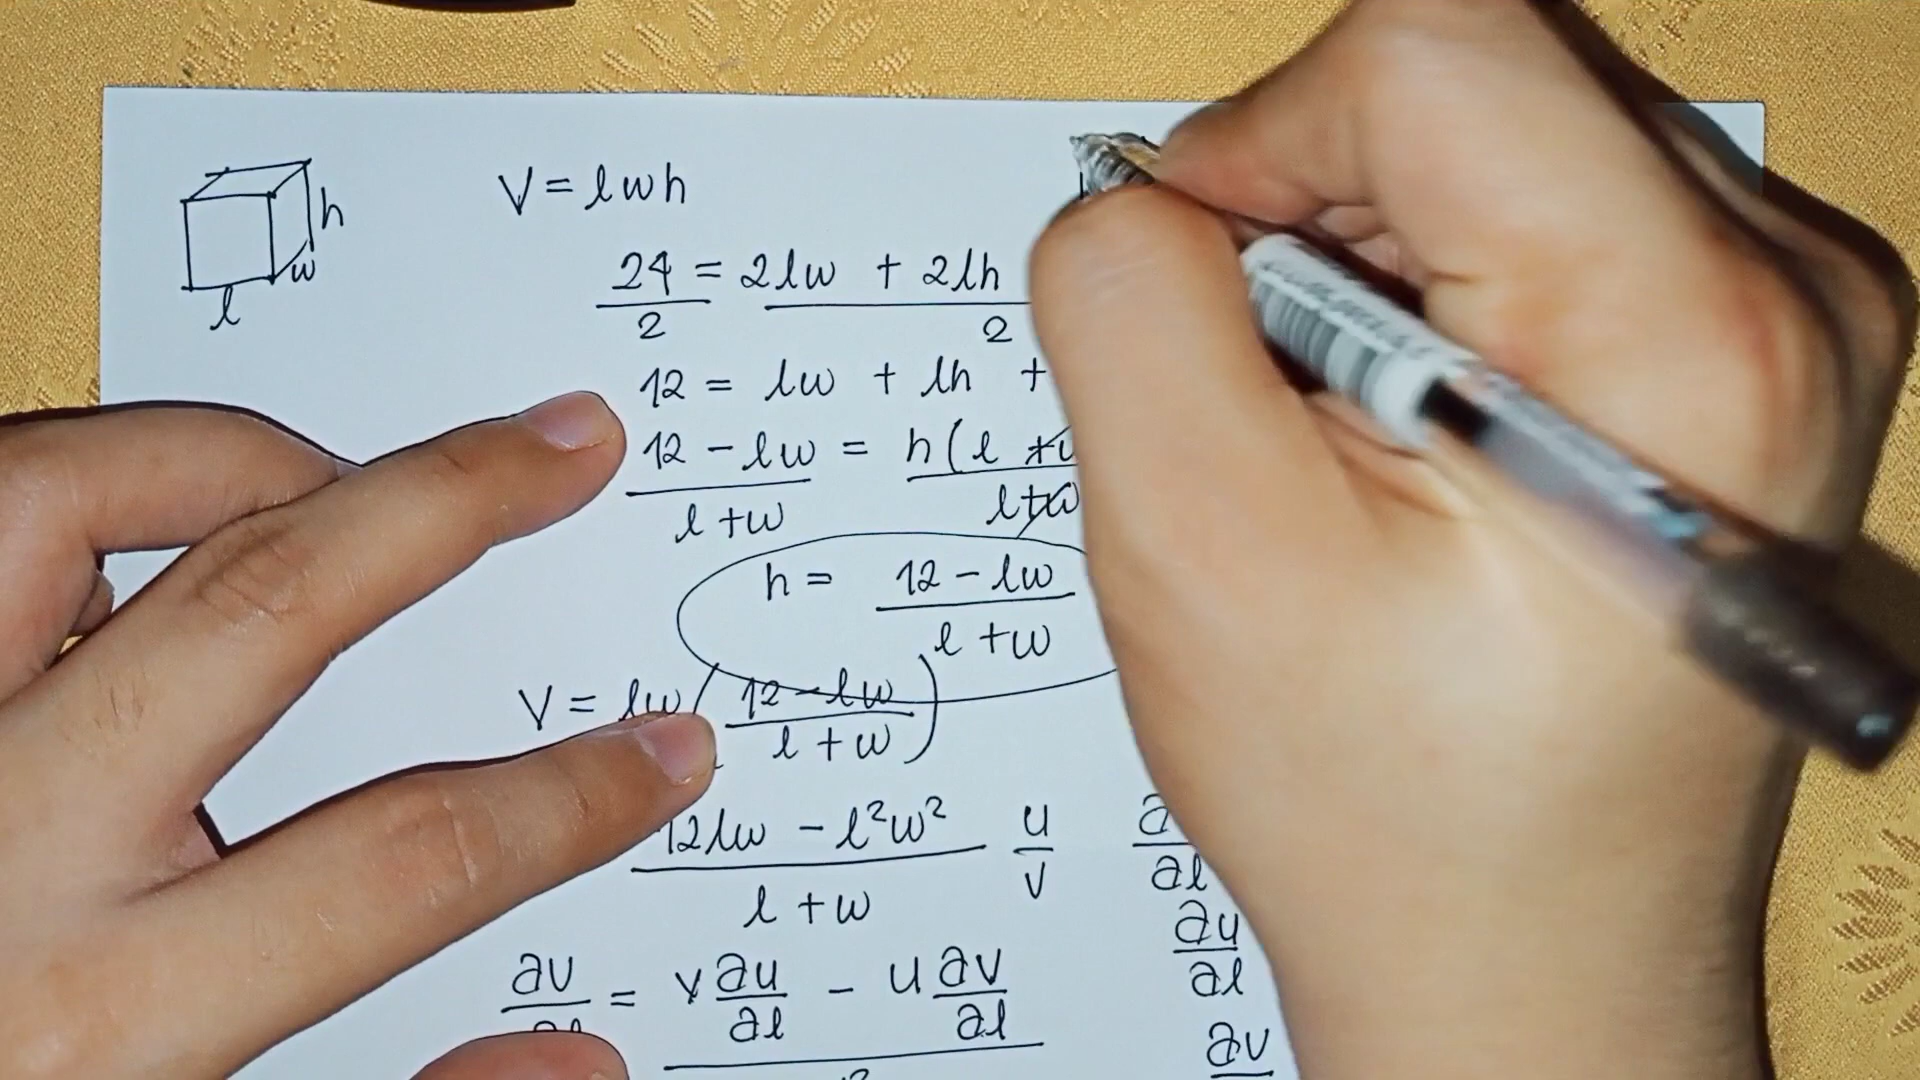 h
w
l
V = lwh
24 = 2lw + 2lh
2 2
12 = lw + lh +
12 - lw = h(l +
l + w l + w
h = 12 - lw
l + w
V = lw ( 12 - lw )
l + w
12lw - l²w² u ∂
l + w v ∂l
∂u
∂l
∂v = v ∂u - u ∂v
∂l ∂l ∂l
∂v